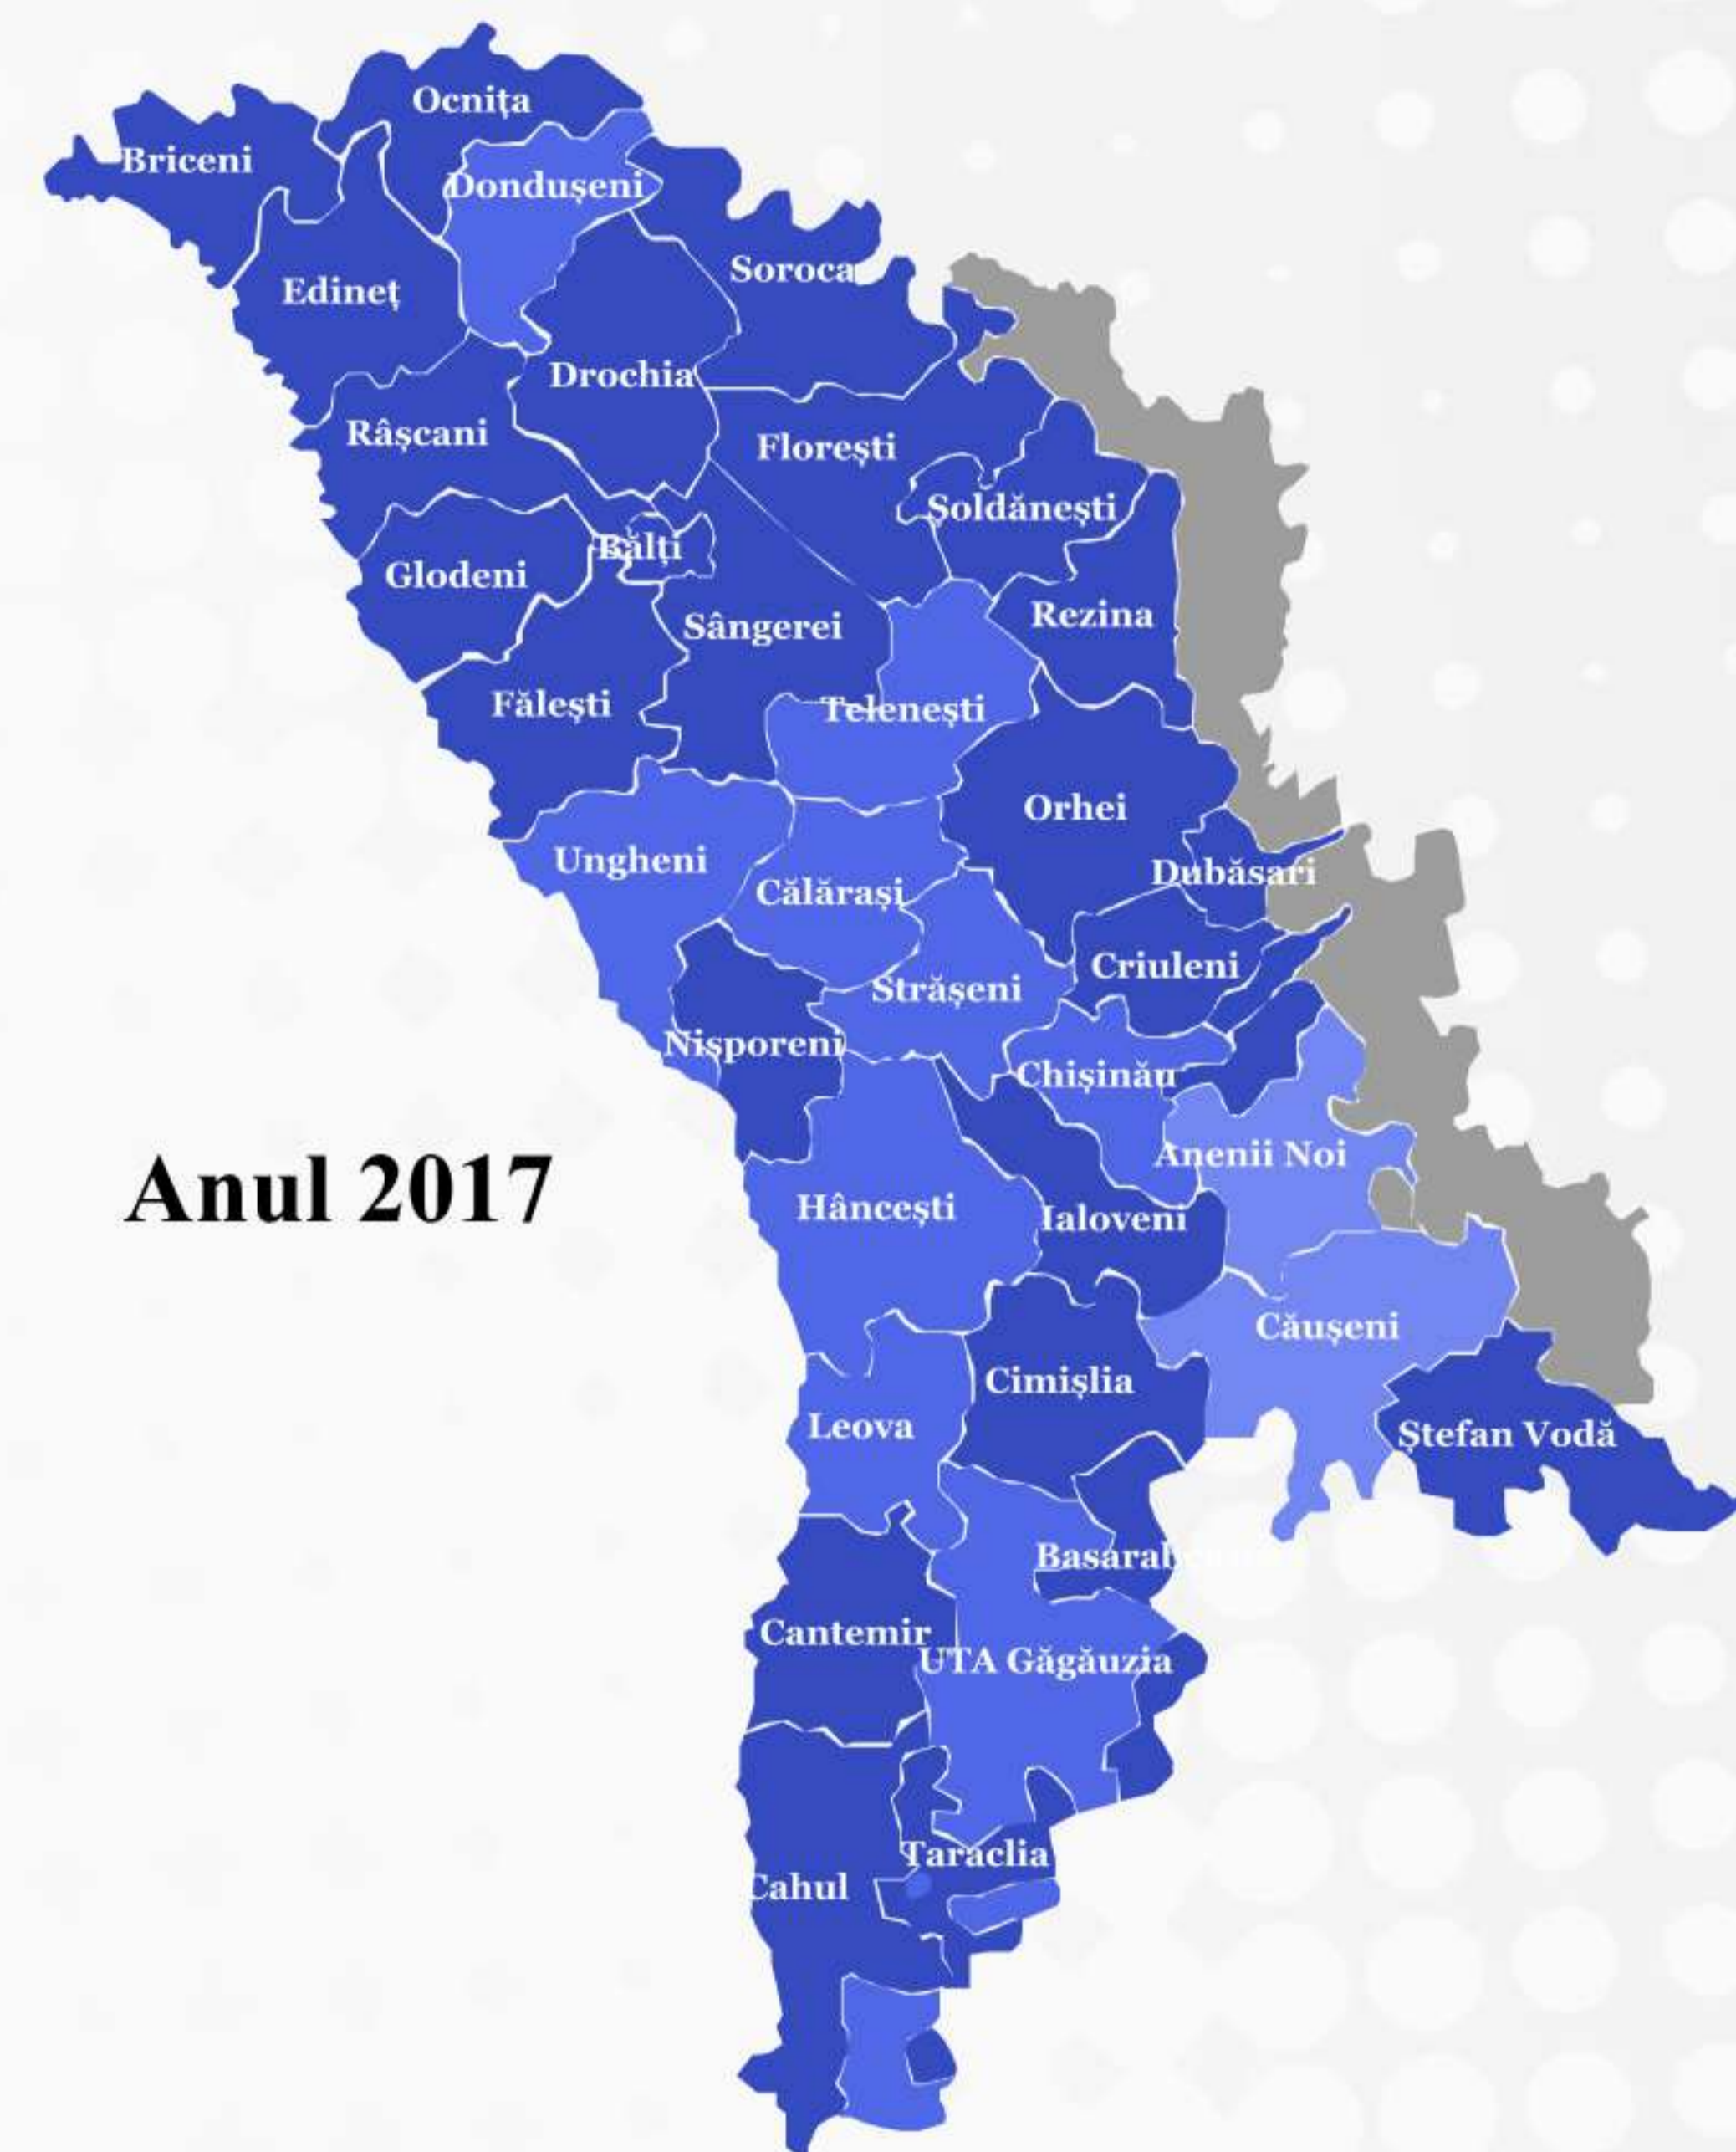 Ocnița
Briceni
Dondușeni
Soroca
Edineț
Drochia
Râșcani
Florești
Șoldănești
Bălți
Glodeni
Rezina
Sângerei
Fălești
Telenești
Orhei
Ungheni
Dubăsari
Călărași
Criuleni
Strășeni
Nisporeni
Chișinău
Anenii Noi
Anul 2017
Hâncești
Ialoveni
Căușeni
Cimișlia
Leova
Ștefan Vodă
Cantemir
UTA Găgăuzia
Taraclia
Cahul